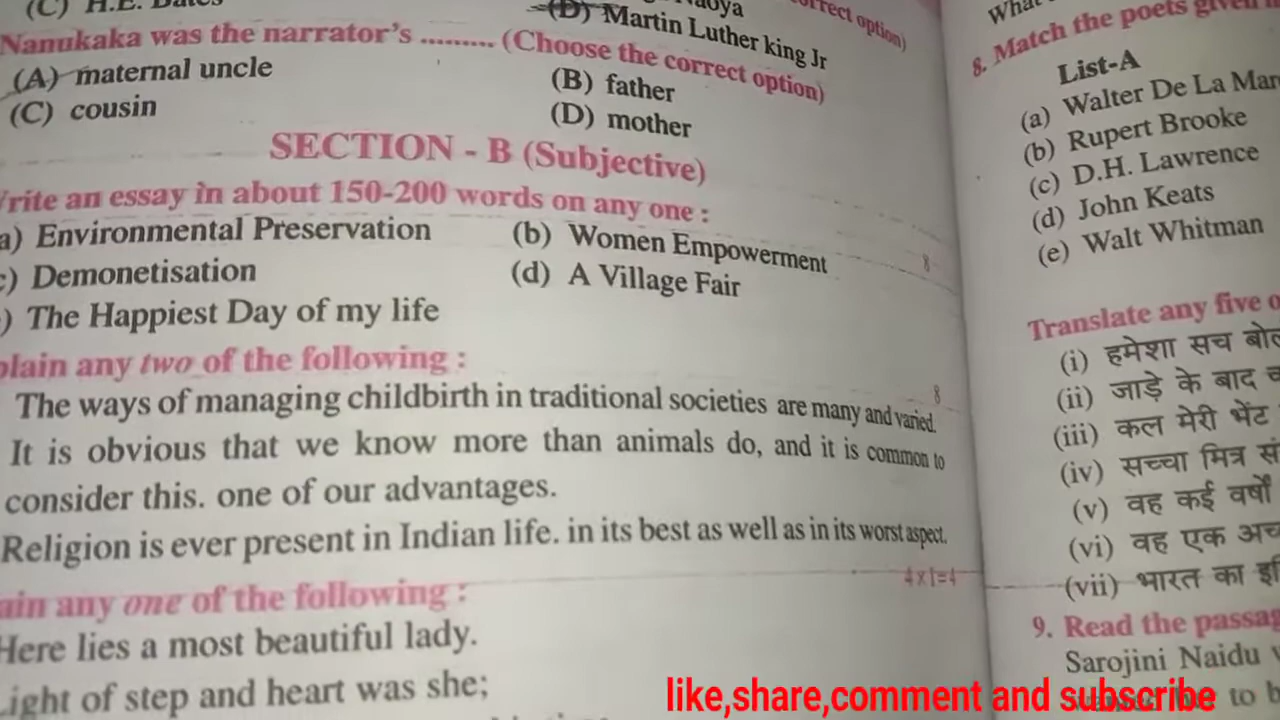 (C) H.E. Bates
(D) Martin Luther king Jr
Nanukaka was the narrator's ......... (Choose the correct option)
(A) maternal uncle
(B) father
(C) cousin
(D) mother
SECTION - B (Subjective)
rite an essay in about 150-200 words on any one :
a) Environmental Preservation
(b) Women Empowerment
8
c) Demonetisation
(d) A Village Fair
) The Happiest Day of my life
plain any two of the following :
8
The ways of managing childbirth in traditional societies are many and varied.
It is obvious that we know more than animals do, and it is common to
consider this. one of our advantages.
Religion is ever present in Indian life. in its best as well as in its worst aspect.
4×1=4
ain any one of the following :
Here lies a most beautiful lady.
Light of step and heart was she;
What
8. Match the poets given
List-A
(a) Walter De La Mar
(b) Rupert Brooke
(c) D.H. Lawrence
(d) John Keats
(e) Walt Whitman
Translate any five o
(i) हमेशा सच बोल
(ii) जाड़े के बाद
(iii) कल मेरी भेंट
(iv) सच्चा मित्र सं
(v) वह कई वर्षों
(vi) वह एक अच
(vii) भारत का इ
9. Read the passag
Sarojini Naidu
to b
like,share,comment and subscribe